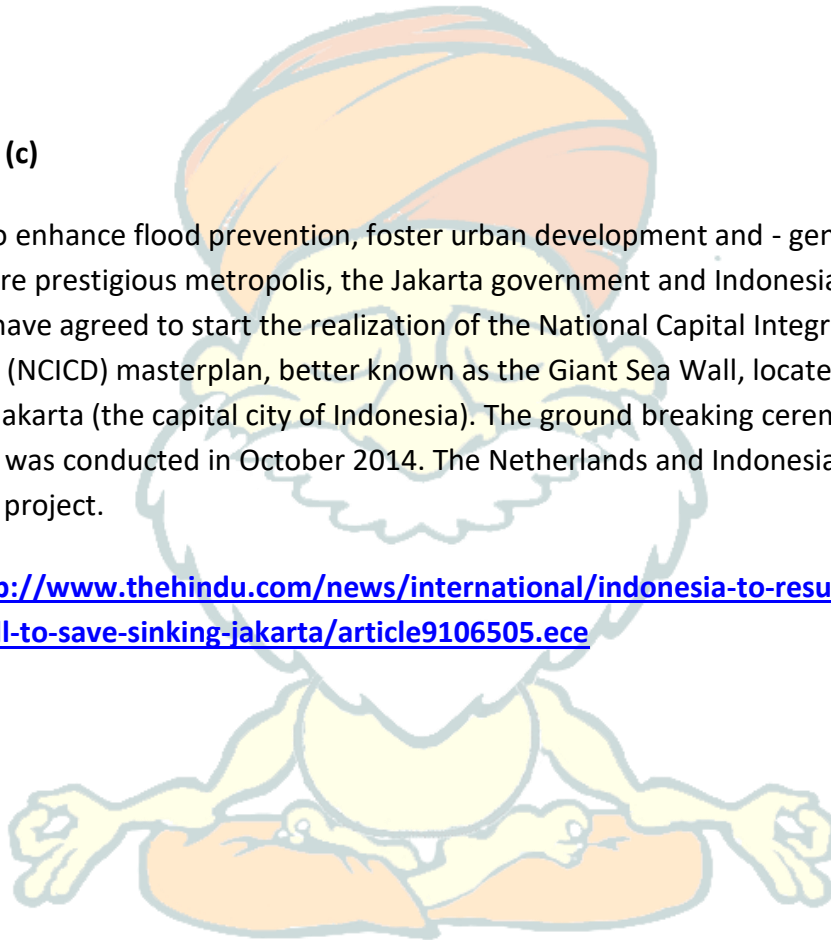 (c)
o enhance flood prevention, foster urban development and - gen
re prestigious metropolis, the Jakarta government and Indonesia
have agreed to start the realization of the National Capital Integr
(NCICD) masterplan, better known as the Giant Sea Wall, locate
akarta (the capital city of Indonesia). The ground breaking cerem
was conducted in October 2014. The Netherlands and Indonesia
project.
p://www.thehindu.com/news/international/indonesia-to-resu
ll-to-save-sinking-jakarta/article9106505.ece